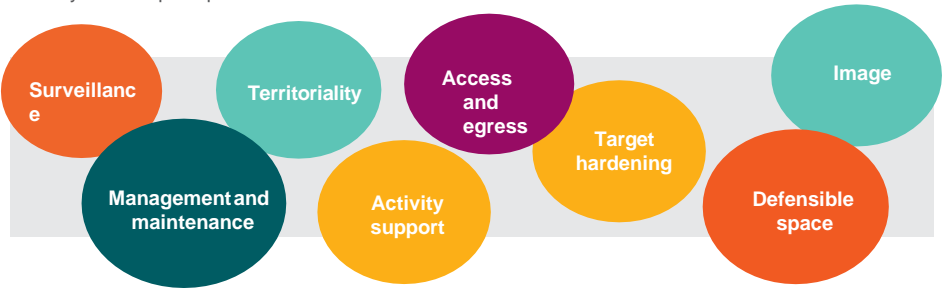 Surveillanc
e
Territoriality
Access
and
egress
Image
Target
hardening
Management and
maintenance
Activity
support
Defensible
space